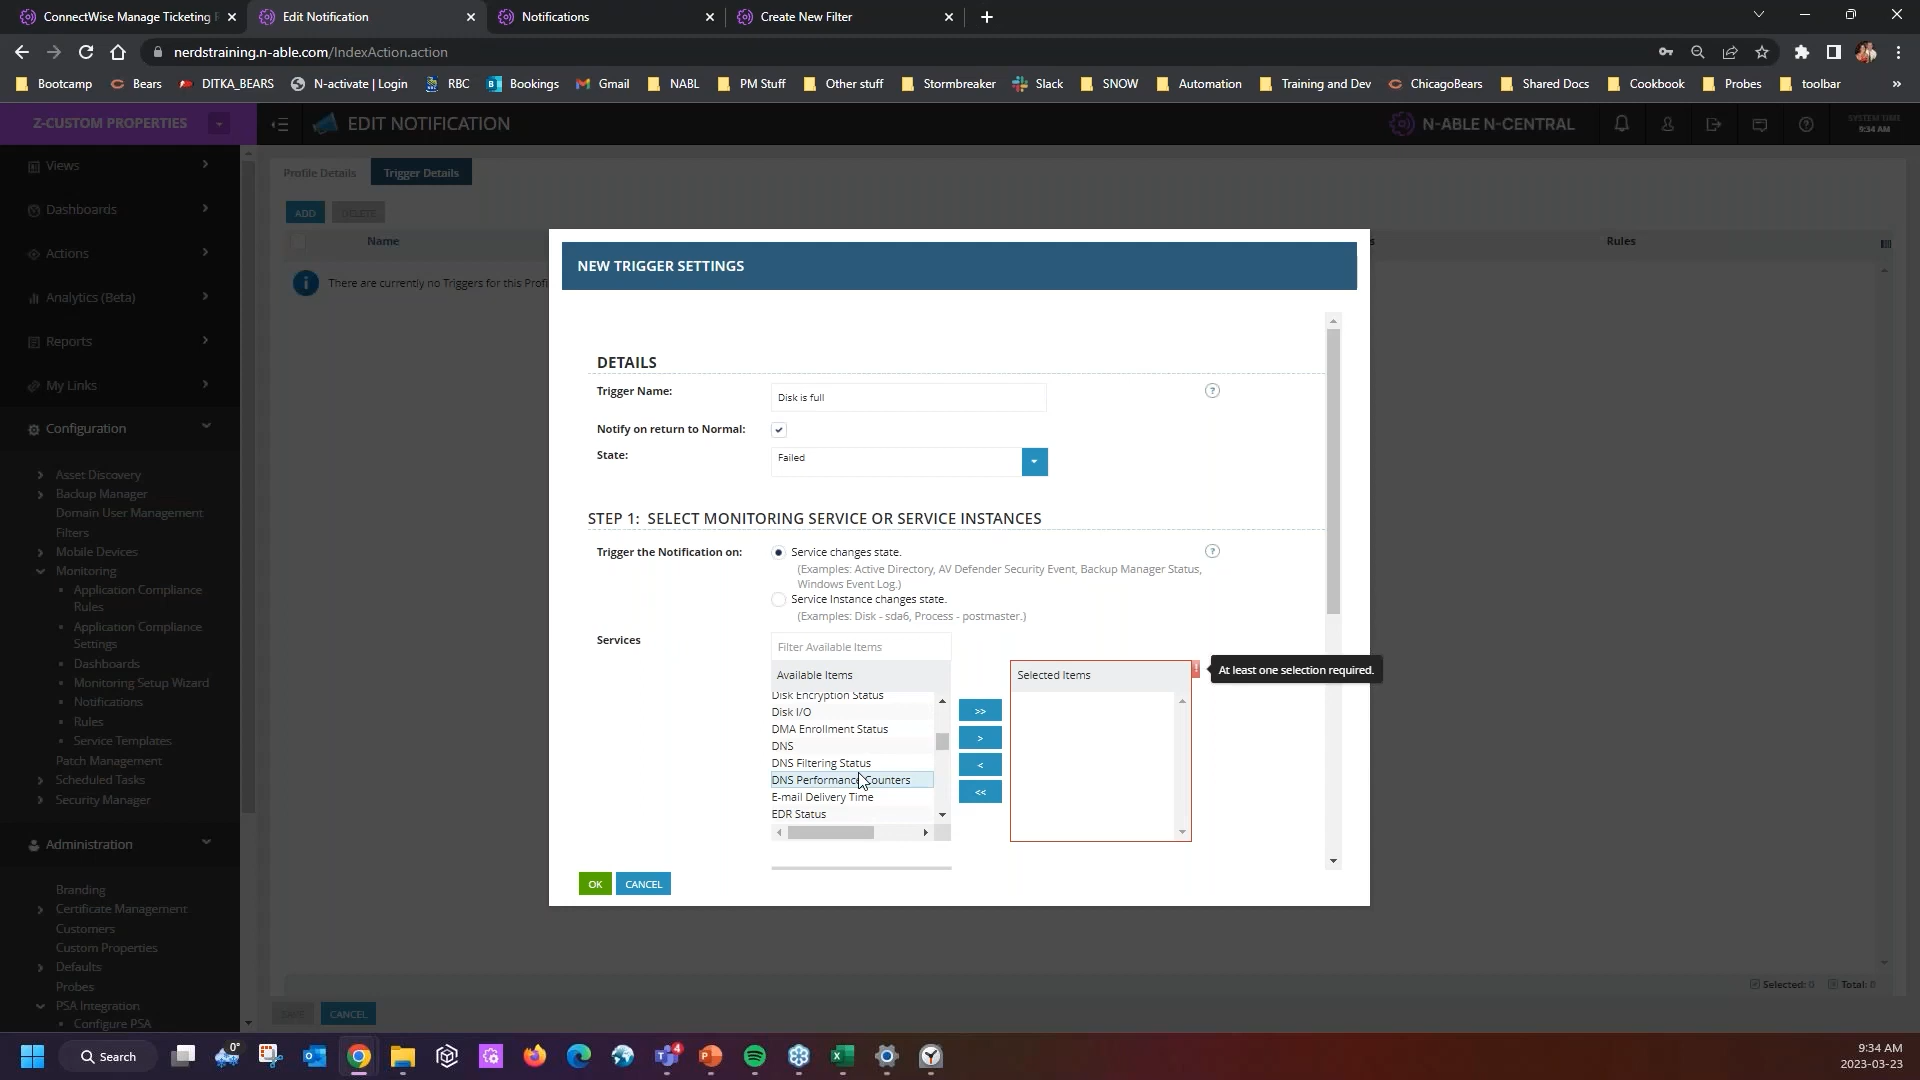 ConnectWise Manage Ticketing
Edit Notification
Notifications
Create New Filter
nerdstraining.n-able.com/IndexAction.action
Bootcamp
Bears
DITKA_BEARS
N-activate | Login
RBC
Bookings
Gmail
NABL
PM Stuff
Other stuff
Stormbreaker
Slack
SNOW
Automation
Training and Dev
ChicagoBears
Shared Docs
Cookbook
Probes
toolbar
»
Z-CUSTOM PROPERTIES
EDIT NOTIFICATION
N-ABLE N-CENTRAL
SYSTEM TIME
9:34 AM
Views
Dashboards
Actions
Analytics (Beta)
Reports
My Links
Configuration
Asset Discovery
Backup Manager
Domain User Management
Filters
Mobile Devices
Monitoring
Application Compliance
Rules
Application Compliance
Settings
Dashboards
Monitoring Setup Wizard
Notifications
Rules
Service Templates
Patch Management
Scheduled Tasks
Security Manager
Administration
Branding
Certificate Management
Customers
Custom Properties
Defaults
Probes
PSA Integration
Configure PSA
Profile Details
Trigger Details
ADD
DELETE
Name
Rules
There are currently no Triggers for this Profi
NEW TRIGGER SETTINGS
DETAILS
Trigger Name:
Disk is full
Notify on return to Normal:
State:
Failed
STEP 1: SELECT MONITORING SERVICE OR SERVICE INSTANCES
Trigger the Notification on:
Service changes state.
(Examples: Active Directory, AV Defender Security Event, Backup Manager Status,
Windows Event Log.)
Service Instance changes state.
(Examples: Disk - sda6, Process - postmaster.)
Services
Filter Available Items
Available Items
Disk Encryption Status
Disk I/O
DMA Enrollment Status
DNS
DNS Filtering Status
DNS Performance Counters
E-mail Delivery Time
EDR Status
>>
>
<
<<
Selected Items
At least one selection required.
OK
CANCEL
Selected: 0
Total: 0
SAVE
CANCEL
0°
Search
4
9:34 AM
2023-03-23